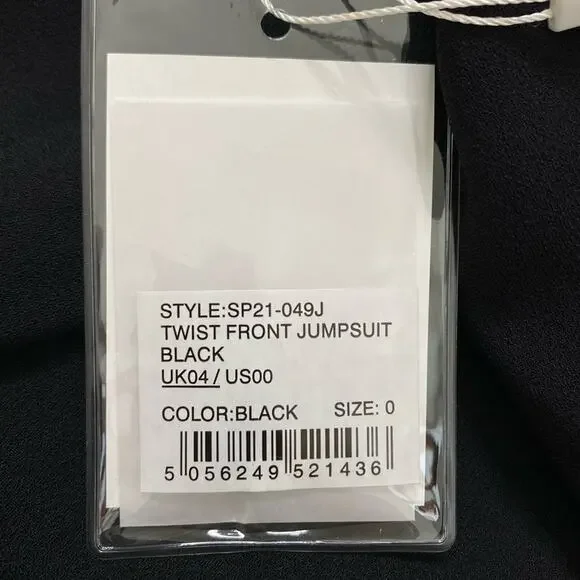 STYLE:SP21-049J
TWIST FRONT JUMPSUIT
BLACK
UK04 / US00
COLOR:BLACK SIZE: 0
5 056249 521436